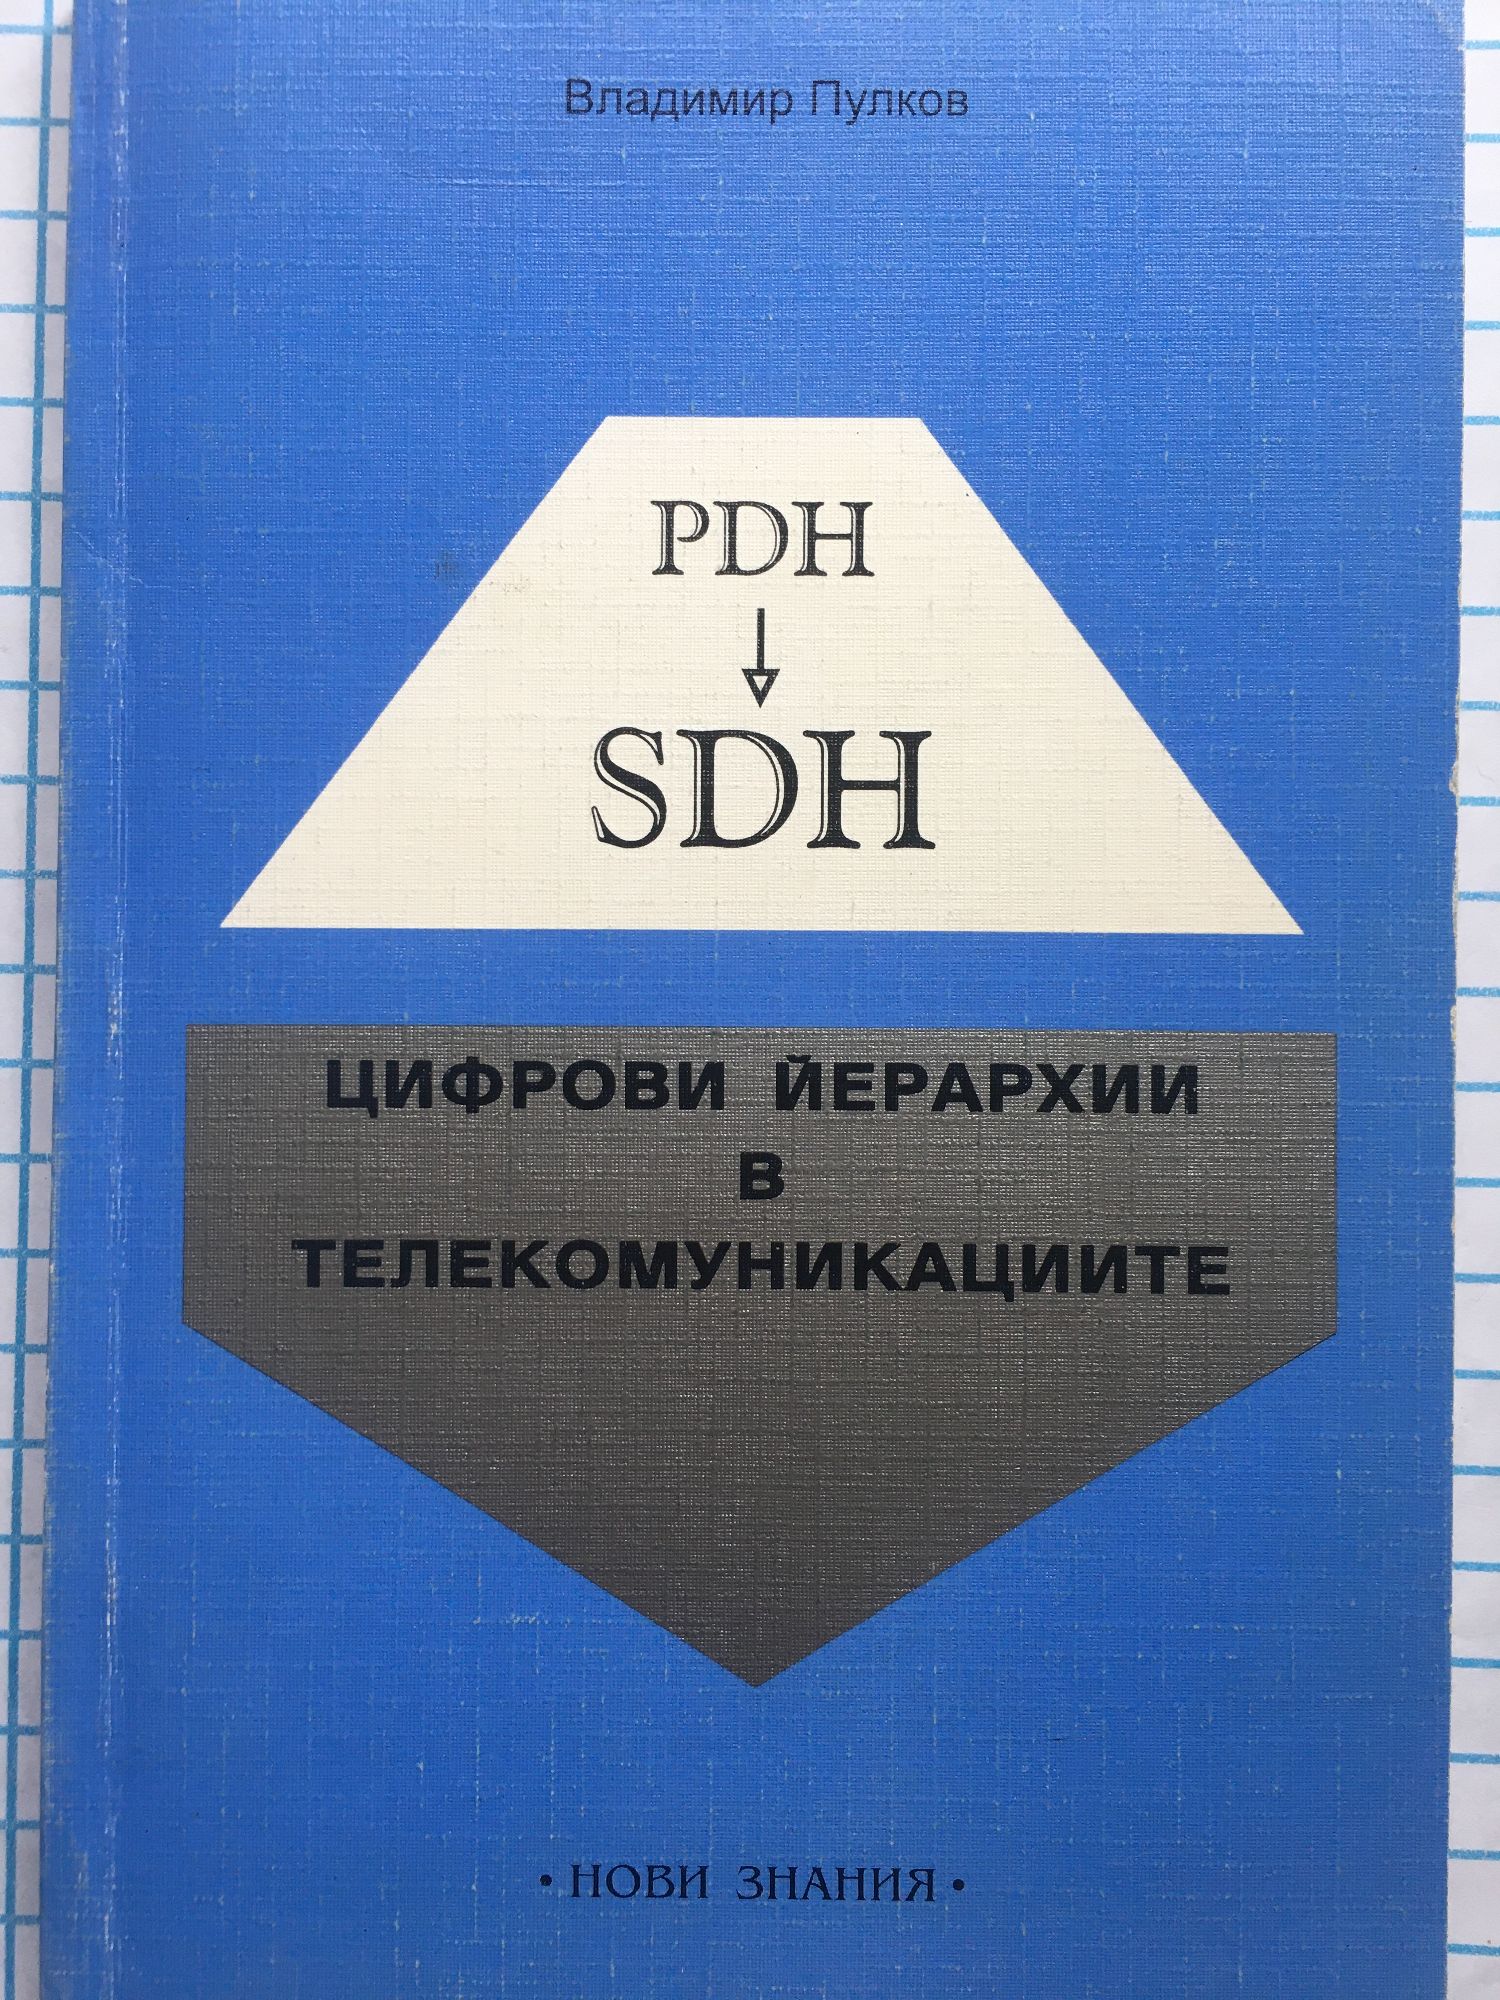 Владимир Пулков
PDH
SDH
ЦИФРОВИ ЙЕРАРХИИ
В
ТЕЛЕКОМУНИКАЦИИТЕ
• НОВИ ЗНАНИЯ •